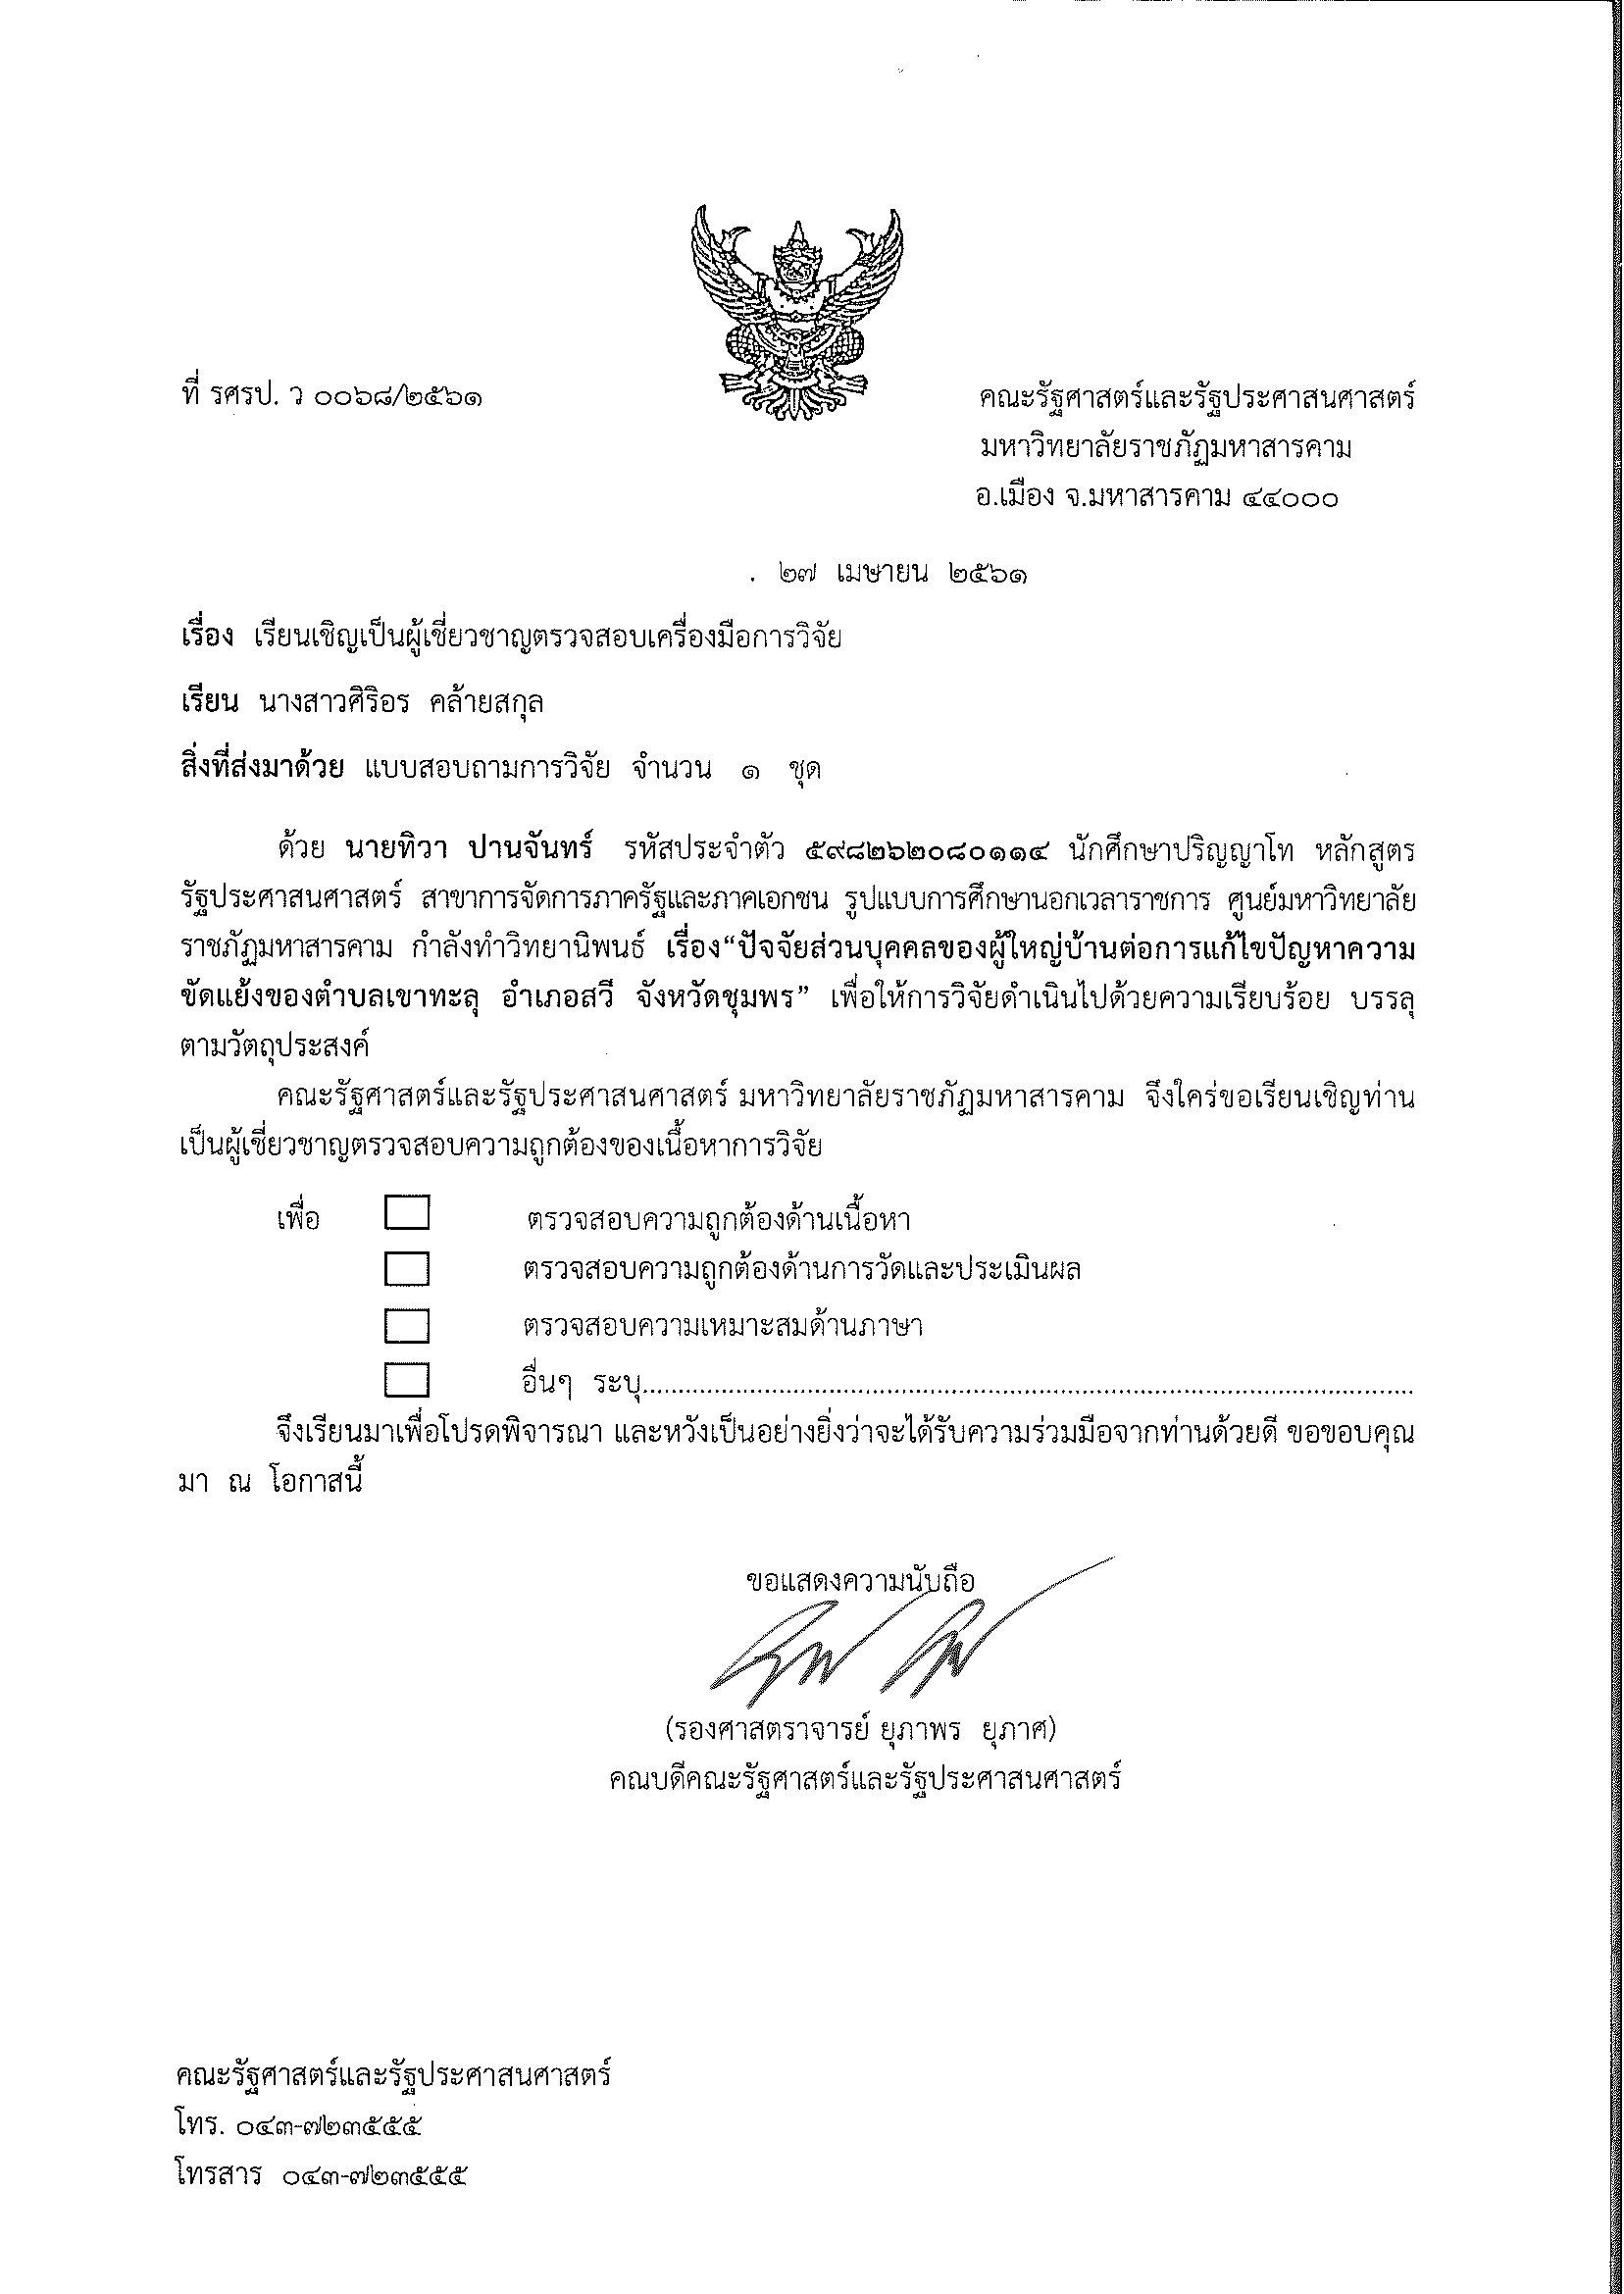 ที่ รศรป. ว ๐๐๖๘/๒๕๖๑
คณะรัฐศาสตร์และรัฐประศาสนศาสตร์
มหาวิทยาลัยราชภัฏมหาสารคาม
อ.เมือง จ.มหาสารคาม ๔๔๐๐๐
๒๗ เมษายน ๒๕๖๑
เรื่อง เรียนเชิญเป็นผู้เชี่ยวชาญตรวจสอบเครื่องมือการวิจัย
เรียน นางสาวศิริอร คล้ายสกุล
สิ่งที่ส่งมาด้วย แบบสอบถามการวิจัย จำนวน ๑ ชุด
ด้วย นายทิวา ปานจันทร์ รหัสประจำตัว ๕๙๘๒๖๒๐๘๐๑๑๔ นักศึกษาปริญญาโท หลักสูตร
รัฐประศาสนศาสตร์ สาขาการจัดการภาครัฐและภาคเอกชน รูปแบบการศึกษานอกเวลาราชการ ศูนย์มหาวิทยาลัย
ราชภัฏมหาสารคาม กำลังทำวิทยานิพนธ์ เรื่อง“ปัจจัยส่วนบุคคลของผู้ใหญ่บ้านต่อการแก้ไขปัญหาความ
ขัดแย้งของตำบลเขาทะลุ อำเภอสวี จังหวัดชุมพร” เพื่อให้การวิจัยดำเนินไปด้วยความเรียบร้อย บรรลุ
ตามวัตถุประสงค์
คณะรัฐศาสตร์และรัฐประศาสนศาสตร์ มหาวิทยาลัยราชภัฏมหาสารคาม จึงใคร่ขอเรียนเชิญท่าน
เป็นผู้เชี่ยวชาญตรวจสอบความถูกต้องของเนื้อหาการวิจัย
เพื่อ ตรวจสอบความถูกต้องด้านเนื้อหา
ตรวจสอบความถูกต้องด้านการวัดและประเมินผล
ตรวจสอบความเหมาะสมด้านภาษา
อื่นๆ ระบุ..........................................................................................................
จึงเรียนมาเพื่อโปรดพิจารณา และหวังเป็นอย่างยิ่งว่าจะได้รับความร่วมมือจากท่านด้วยดี ขอขอบคุณ
มา ณ โอกาสนี้
ขอแสดงความนับถือ
(รองศาสตราจารย์ ยุภาพร ยุภาศ)
คณบดีคณะรัฐศาสตร์และรัฐประศาสนศาสตร์
คณะรัฐศาสตร์และรัฐประศาสนศาสตร์
โทร. ๐๔๓-๗๒๓๕๕๕
โทรสาร ๐๔๓-๗๒๓๕๕๕